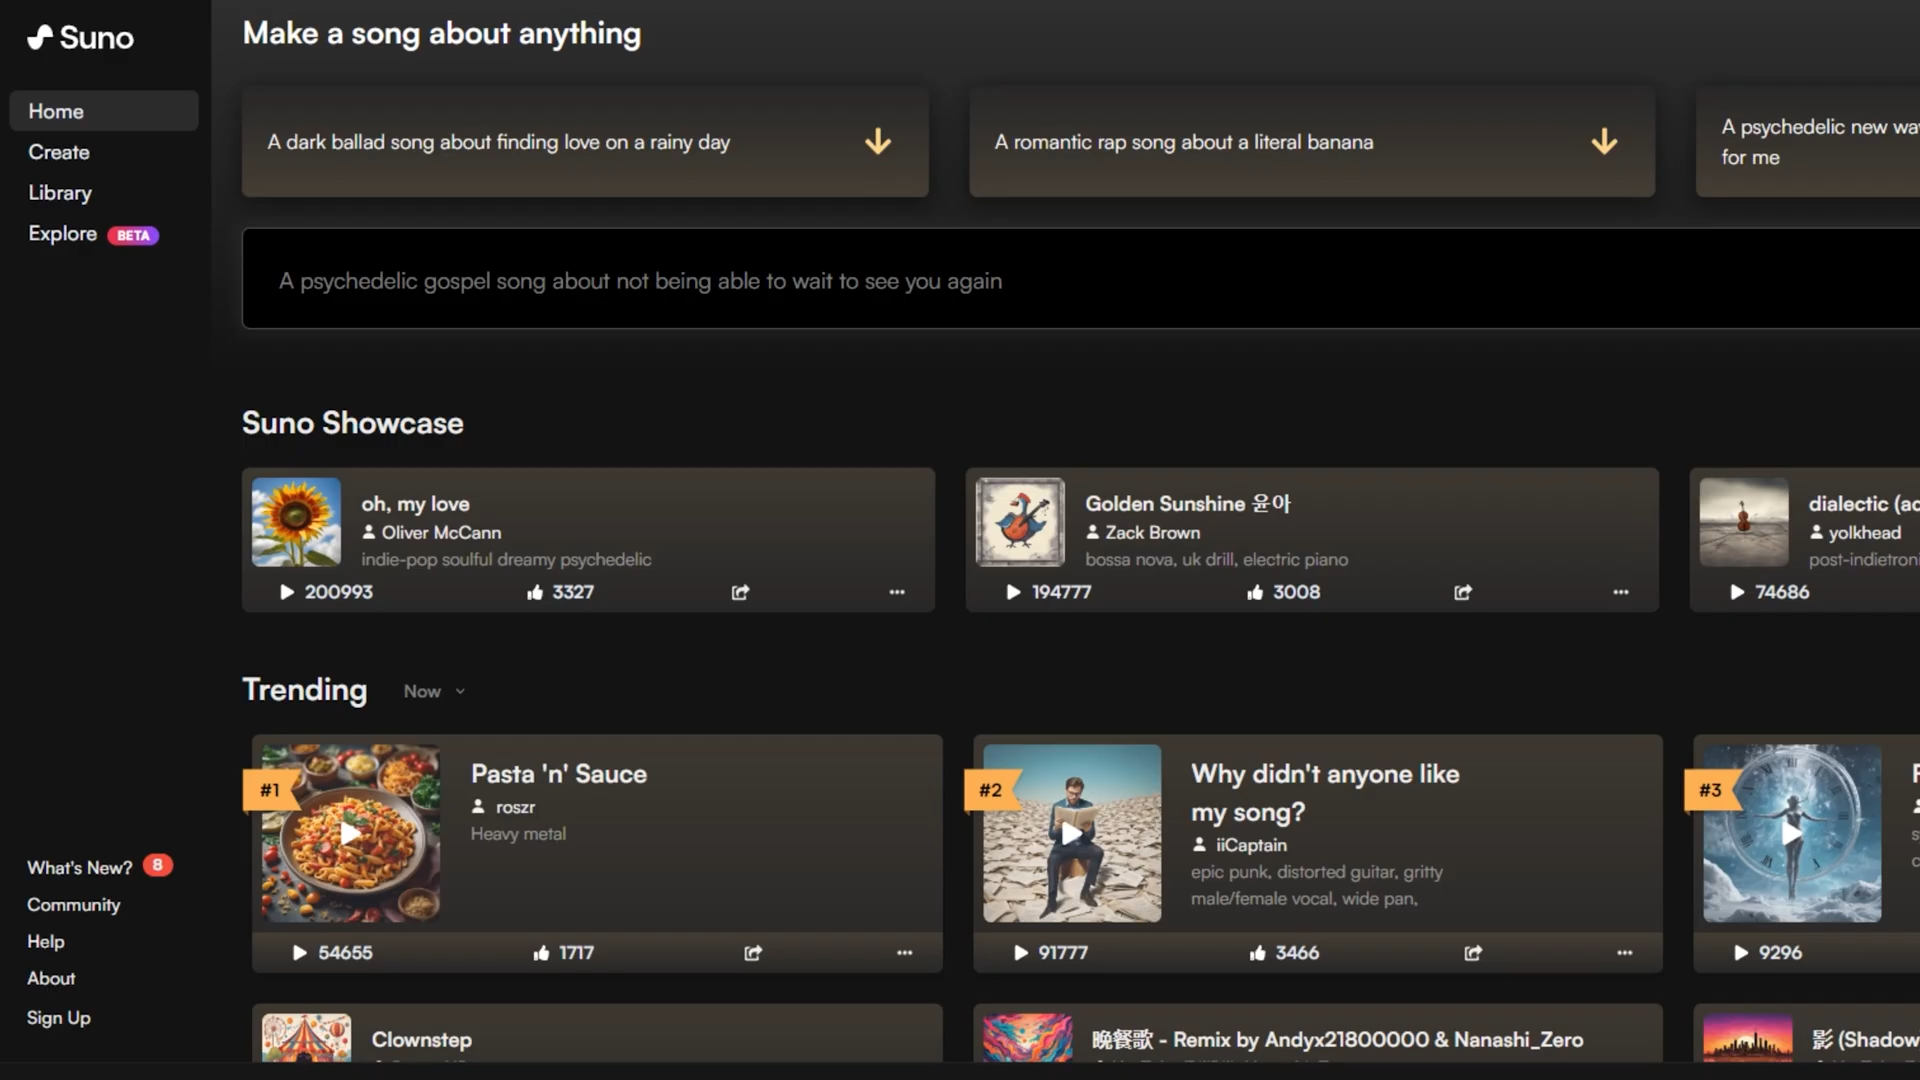 Suno
Home
Create
Library
Explore BETA
What's New? 8
Community
Help
About
Sign Up
Make a song about anything
A dark ballad song about finding love on a rainy day
A romantic rap song about a literal banana
A psychedelic new
for me
A psychedelic gospel song about not being able to wait to see you again
Suno Showcase
oh, my love
Oliver McCann
indie-pop soulful dreamy psychedelic
200993 3327
Golden Sunshine 윤아
Zack Brown
bossa nova, uk drill, electric piano
194777 3008
dialectic
yolkhead
74686
Trending Now
#1
Pasta 'n' Sauce
roszr
Heavy metal
54655 1717
#2
Why didn't anyone like
my song?
iiCaptain
epic punk, distorted guitar, gritty
male/female vocal, wide pan,
91777 3466
#3
9296
Clownstep
晚餐歌 - Remix by Andyx21800000 & Nanashi_Zero
影 (Shadow